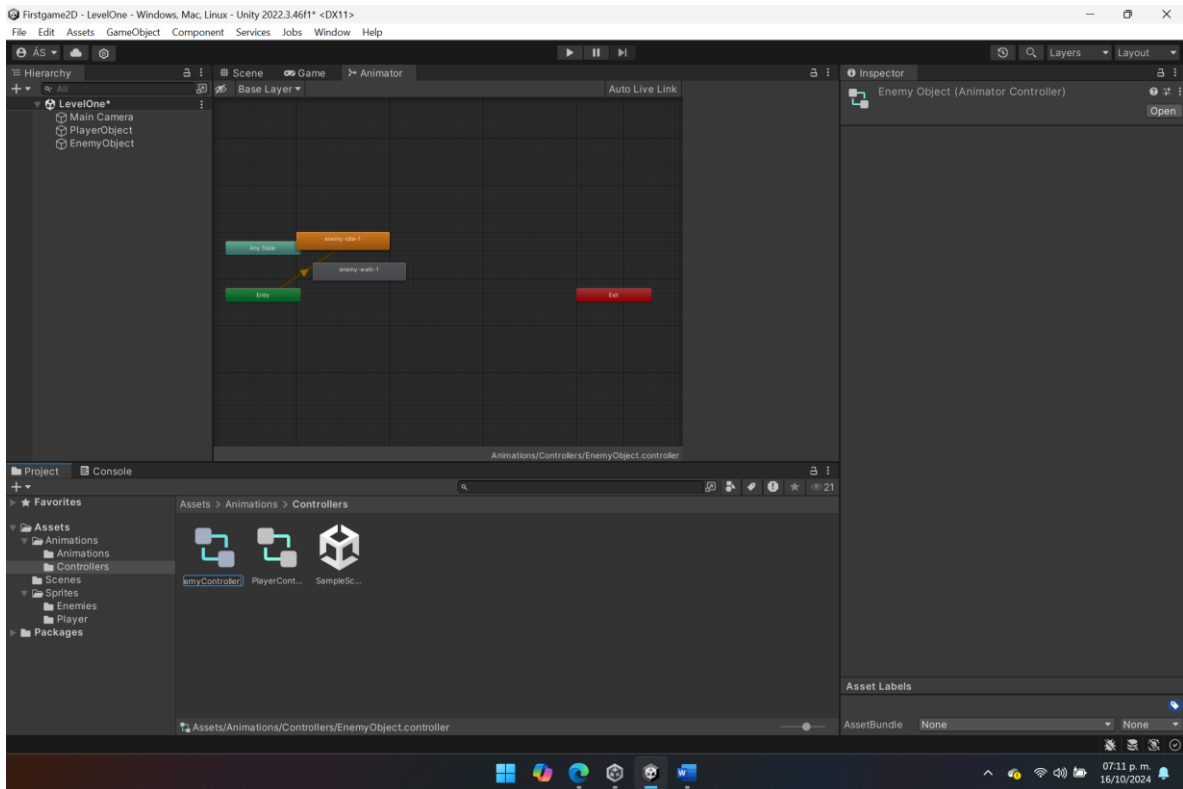 Firstgame2D - LevelOne - Windows, Mac, Linux - Unity 2022.3.46f1* <DX11>
File Edit Assets GameObject Component Services Jobs Window Help
ÁS
Layers Layout
Hierarchy
Scene Game Animator
Inspector
All
Base Layer
Auto Live Link
Enemy Object (Animator Controller)
Open
LevelOne*
Main Camera
PlayerObject
EnemyObject
enemy-idle-1
Any State
enemy-walk-1
Entry
Exit
Animations/Controllers/EnemyObject.controller
Project Console
21
Favorites
Assets > Animations > Controllers
Assets
Animations
Animations
Controllers
Scenes
Sprites
Enemies
Player
Packages
emyController
PlayerCont...
SampleSc...
Assets/Animations/Controllers/EnemyObject.controller
Asset Labels
AssetBundle None None
07:11 p. m.
16/10/2024